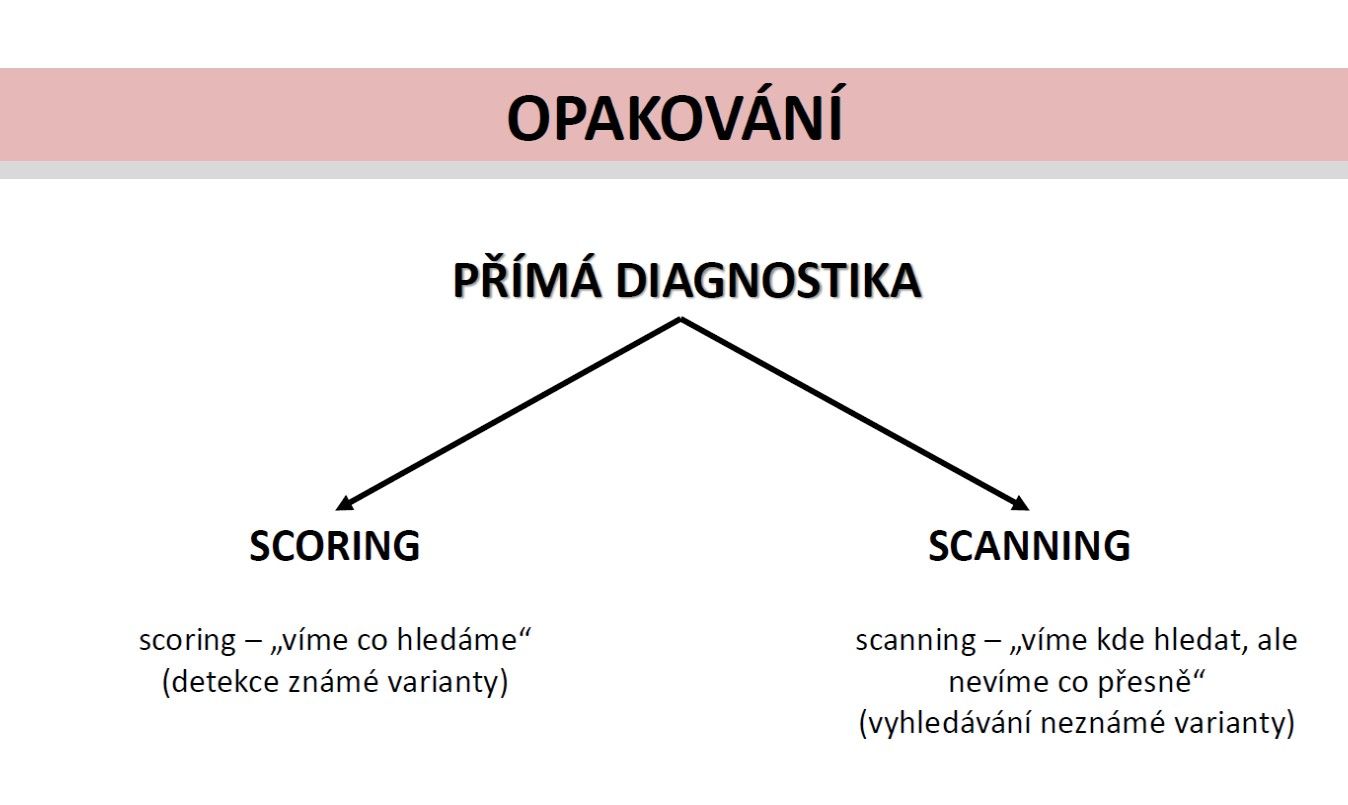 OPAKOVÁNÍ
PŘÍMÁ DIAGNOSTIKA
SCORING
scoring – „víme co hledáme“
(detekce známé varianty)
SCANNING
scanning – „víme kde hledat, ale
nevíme co přesně“
(vyhledávání neznámé varianty)